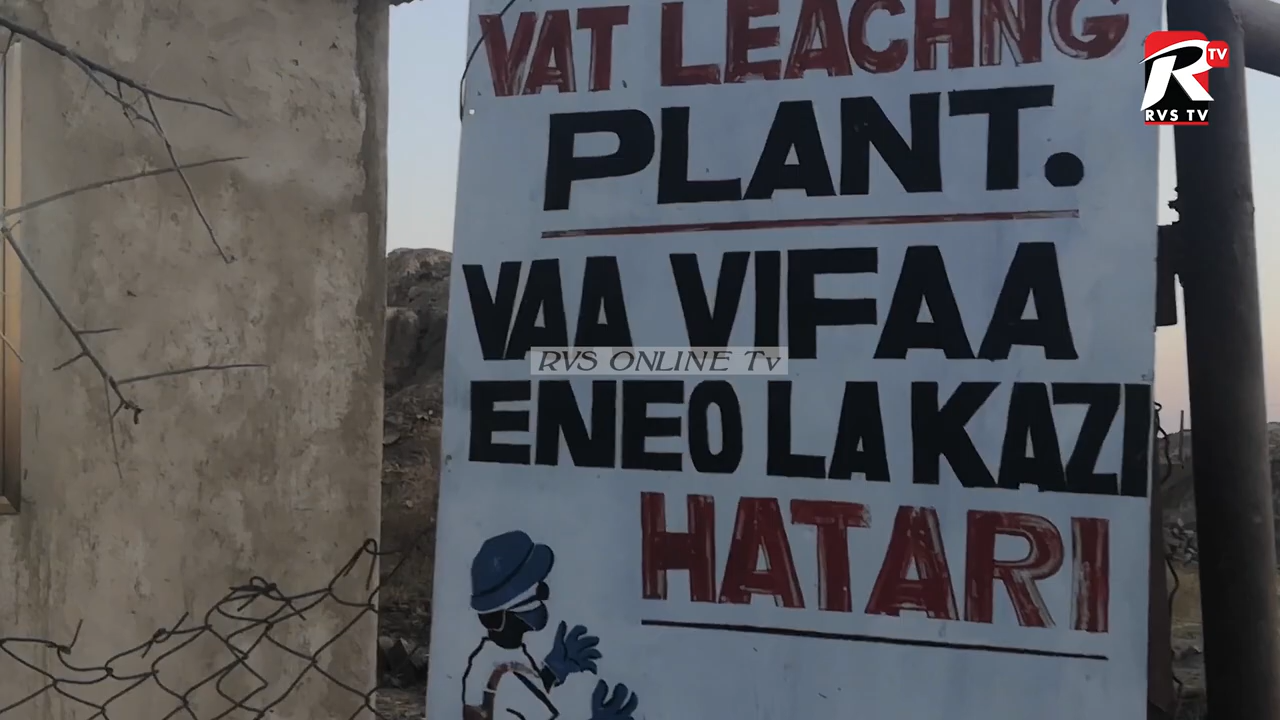 VAT LEACHNG
PLANT.
VAA VIFAA
ENEO LA KAZI
HATARI
RVS ONLINE Tv
R TV
RVS TV